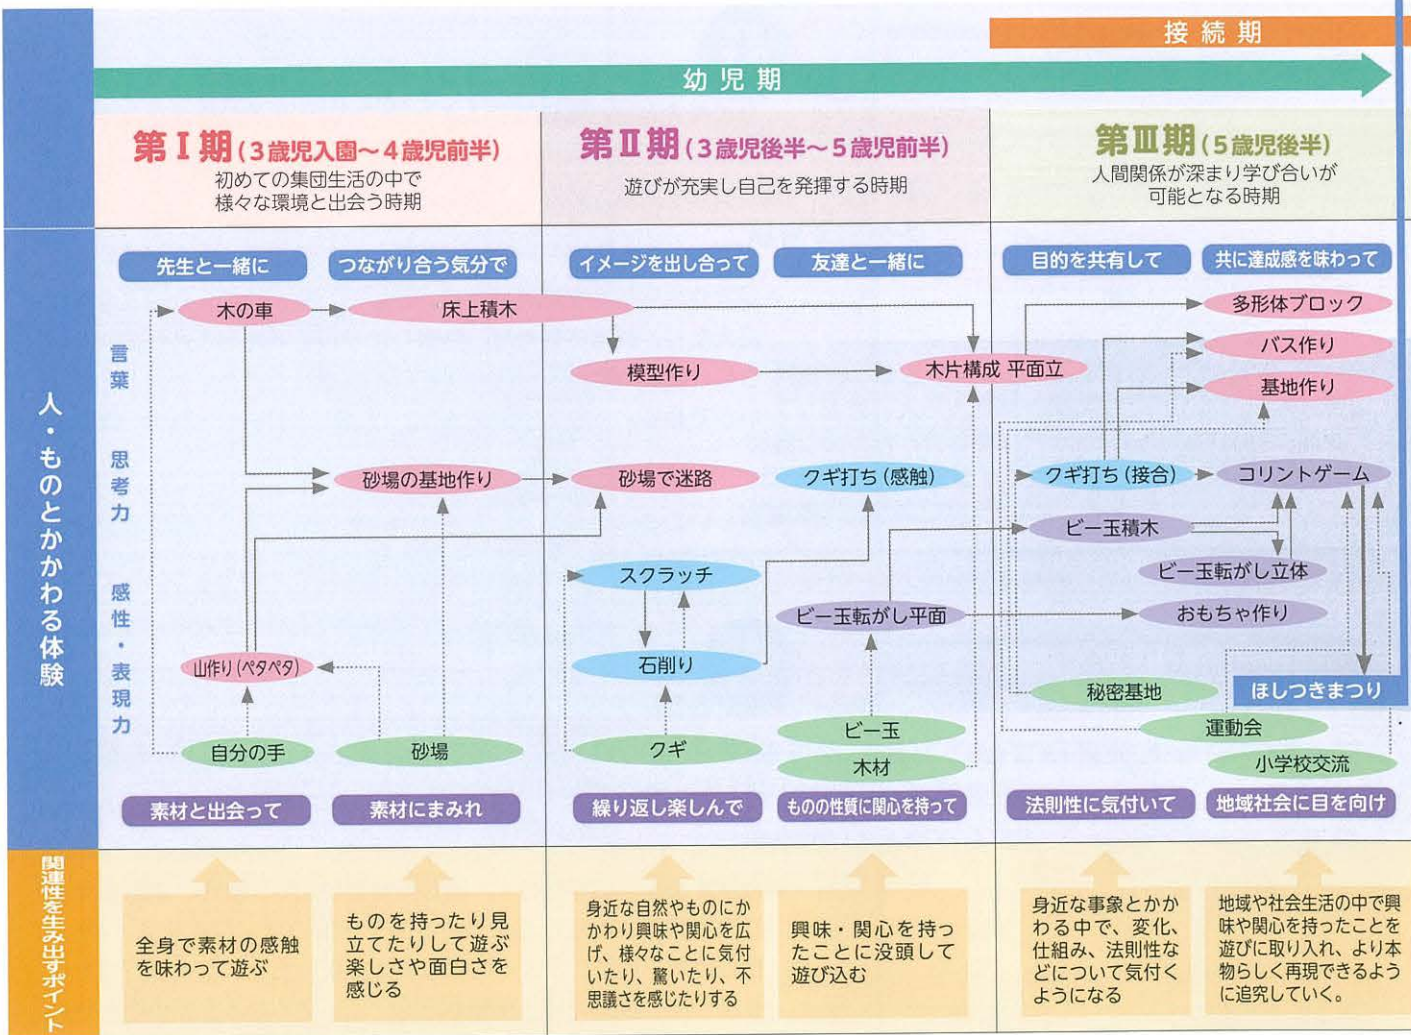 接続期
幼児期
第Ⅰ期(3歳児入園～4歳児前半)
初めての集団生活の中で
様々な環境と出会う時期
第Ⅱ期(3歳児後半～5歳児前半)
遊びが充実し自己を発揮する時期
第Ⅲ期(5歳児後半)
人間関係が深まり学び合いが
可能となる時期
人・ものとかかわる体験
言葉
思考力
感性・表現力
先生と一緒に
つながり合う気分で
イメージを出し合って
友達と一緒に
目的を共有して
共に達成感を味わって
木の車
床上積木
多形体ブロック
バス作り
模型作り
木片構成 平面立
基地作り
砂場の基地作り
砂場で迷路
クギ打ち(感触)
クギ打ち(接合)
コリントゲーム
ビー玉積木
スクラッチ
ビー玉転がし立体
ビー玉転がし平面
おもちゃ作り
山作り(ペタペタ)
石削り
秘密基地
ほしつきまつり
自分の手
砂場
クギ
ビー玉
運動会
木材
小学校交流
素材と出会って
素材にまみれ
繰り返し楽しんで
ものの性質に関心を持って
法則性に気付いて
地域社会に目を向け
関連性を生み出すポイント
全身で素材の感触
を味わって遊ぶ
ものを持ったり見
立てたりして遊ぶ
楽しさや面白さを
感じる
身近な自然やものにか
かわり興味や関心を広
げ、様々なことに気付
いたり、驚いたり、不
思議さを感じたりする
興味・関心を持っ
たことに没頭して
遊び込む
身近な事象とかか
わる中で、変化、
仕組み、法則性な
どについて気付く
ようになる
地域や社会生活の中で興
味や関心を持ったことを
遊びに取り入れ、より本
物らしく再現できるよう
に追究していく。